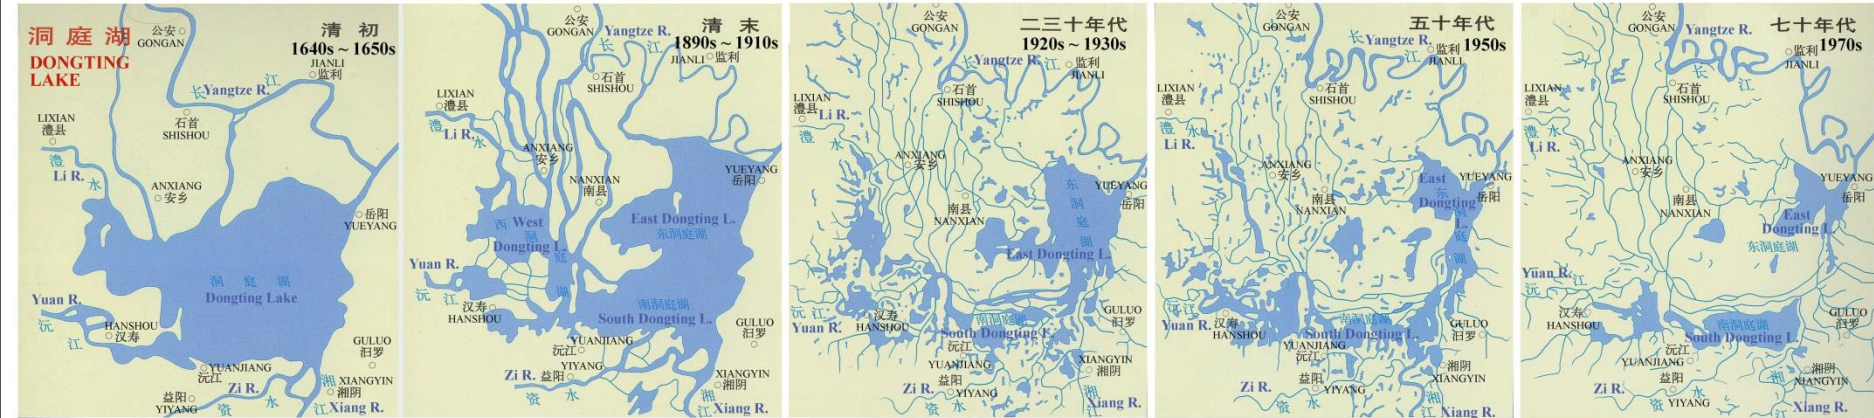 洞庭湖
DONGTING
LAKE
清初
1640s ~ 1650s
公安
GONGAN
JIANLI
监利
长江
Yangtze R.
石首
SHISHOU
LIXIAN
澧县
澧水
Li R.
ANXIANG
安乡
岳阳
YUEYANG
洞庭湖
Dongting Lake
Yuan R.
沅江
HANSHOU
汉寿
GULUO
汨罗
YUANJIANG
沅江
Zi R.
益阳
YIYANG
资水
XIANGYIN
湘阴
湘江
Xiang R.
清末
1890s ~ 1910s
公安
GONGAN
Yangtze R.
长江
JIANLI 监利
石首
SHISHOU
LIXIAN
澧县
Li R.
澧水
ANXIANG
安乡
NANXIAN
南县
YUEYANG
岳阳
West
Dongting L.
西洞庭湖
East Dongting L.
东洞庭湖
Yuan R.
沅江
汉寿
HANSHOU
南洞庭湖
South Dongting L.
GULUO
汨罗
YUANJIANG
沅江
YIYANG
Zi R. 益阳
资水
XIANGYIN
湘阴
湘江
Xiang R.
二三十年代
1920s ~ 1930s
公安
GONGAN
Yangtze R.
长江
监利
JIANLI
石首
SHISHOU
LIXIAN
澧县
Li R.
澧水
ANXIANG
安乡
南县
NANXIAN
YUEYANG
岳阳
东洞庭湖
East Dongting L.
沅江
Yuan R.
汉寿
HANSHOU
南洞庭湖
South Dongting L.
GULUO
汨罗
沅江
YUANJIANG
益阳
YIYANG
Zi R.
资水
XIANGYIN
湘阴
湘江
Xiang R.
五十年代
1950s
公安
GONGAN
Yangtze R.
长江
监利
JIANLI
石首
SHISHOU
LIXIAN
澧县
澧水
Li R.
ANXIANG
安乡
南县
NANXIAN
YUEYANG
岳阳
East
Dongting
L.
东洞庭湖
沅江
Yuan R.
汉寿
HANSHOU
南洞庭湖
South Dongting L.
GULUO
汨罗
YUANJIANG
沅江
益阳
YIYANG
Zi R.
资水
湘阴
XIANGYIN
湘江
Xiang R.
七十年代
1970s
公安
GONGAN
Yangtze R.
长江
监利
JIANLI
石首
SHISHOU
LIXIAN
澧县
澧水
Li R.
ANXIANG
安乡
南县
NANXIAN
YUEYANG
岳阳
East
Dongting L.
东洞庭湖
Yuan R.
沅江
汉寿
HANSHOU
南洞庭湖
South Dongting L.
GULUO
汨罗
沅江
YUANJIANG
益阳
YIYANG
Zi R.
资水
湘阴
XIANGYIN
湘江
Xiang R.